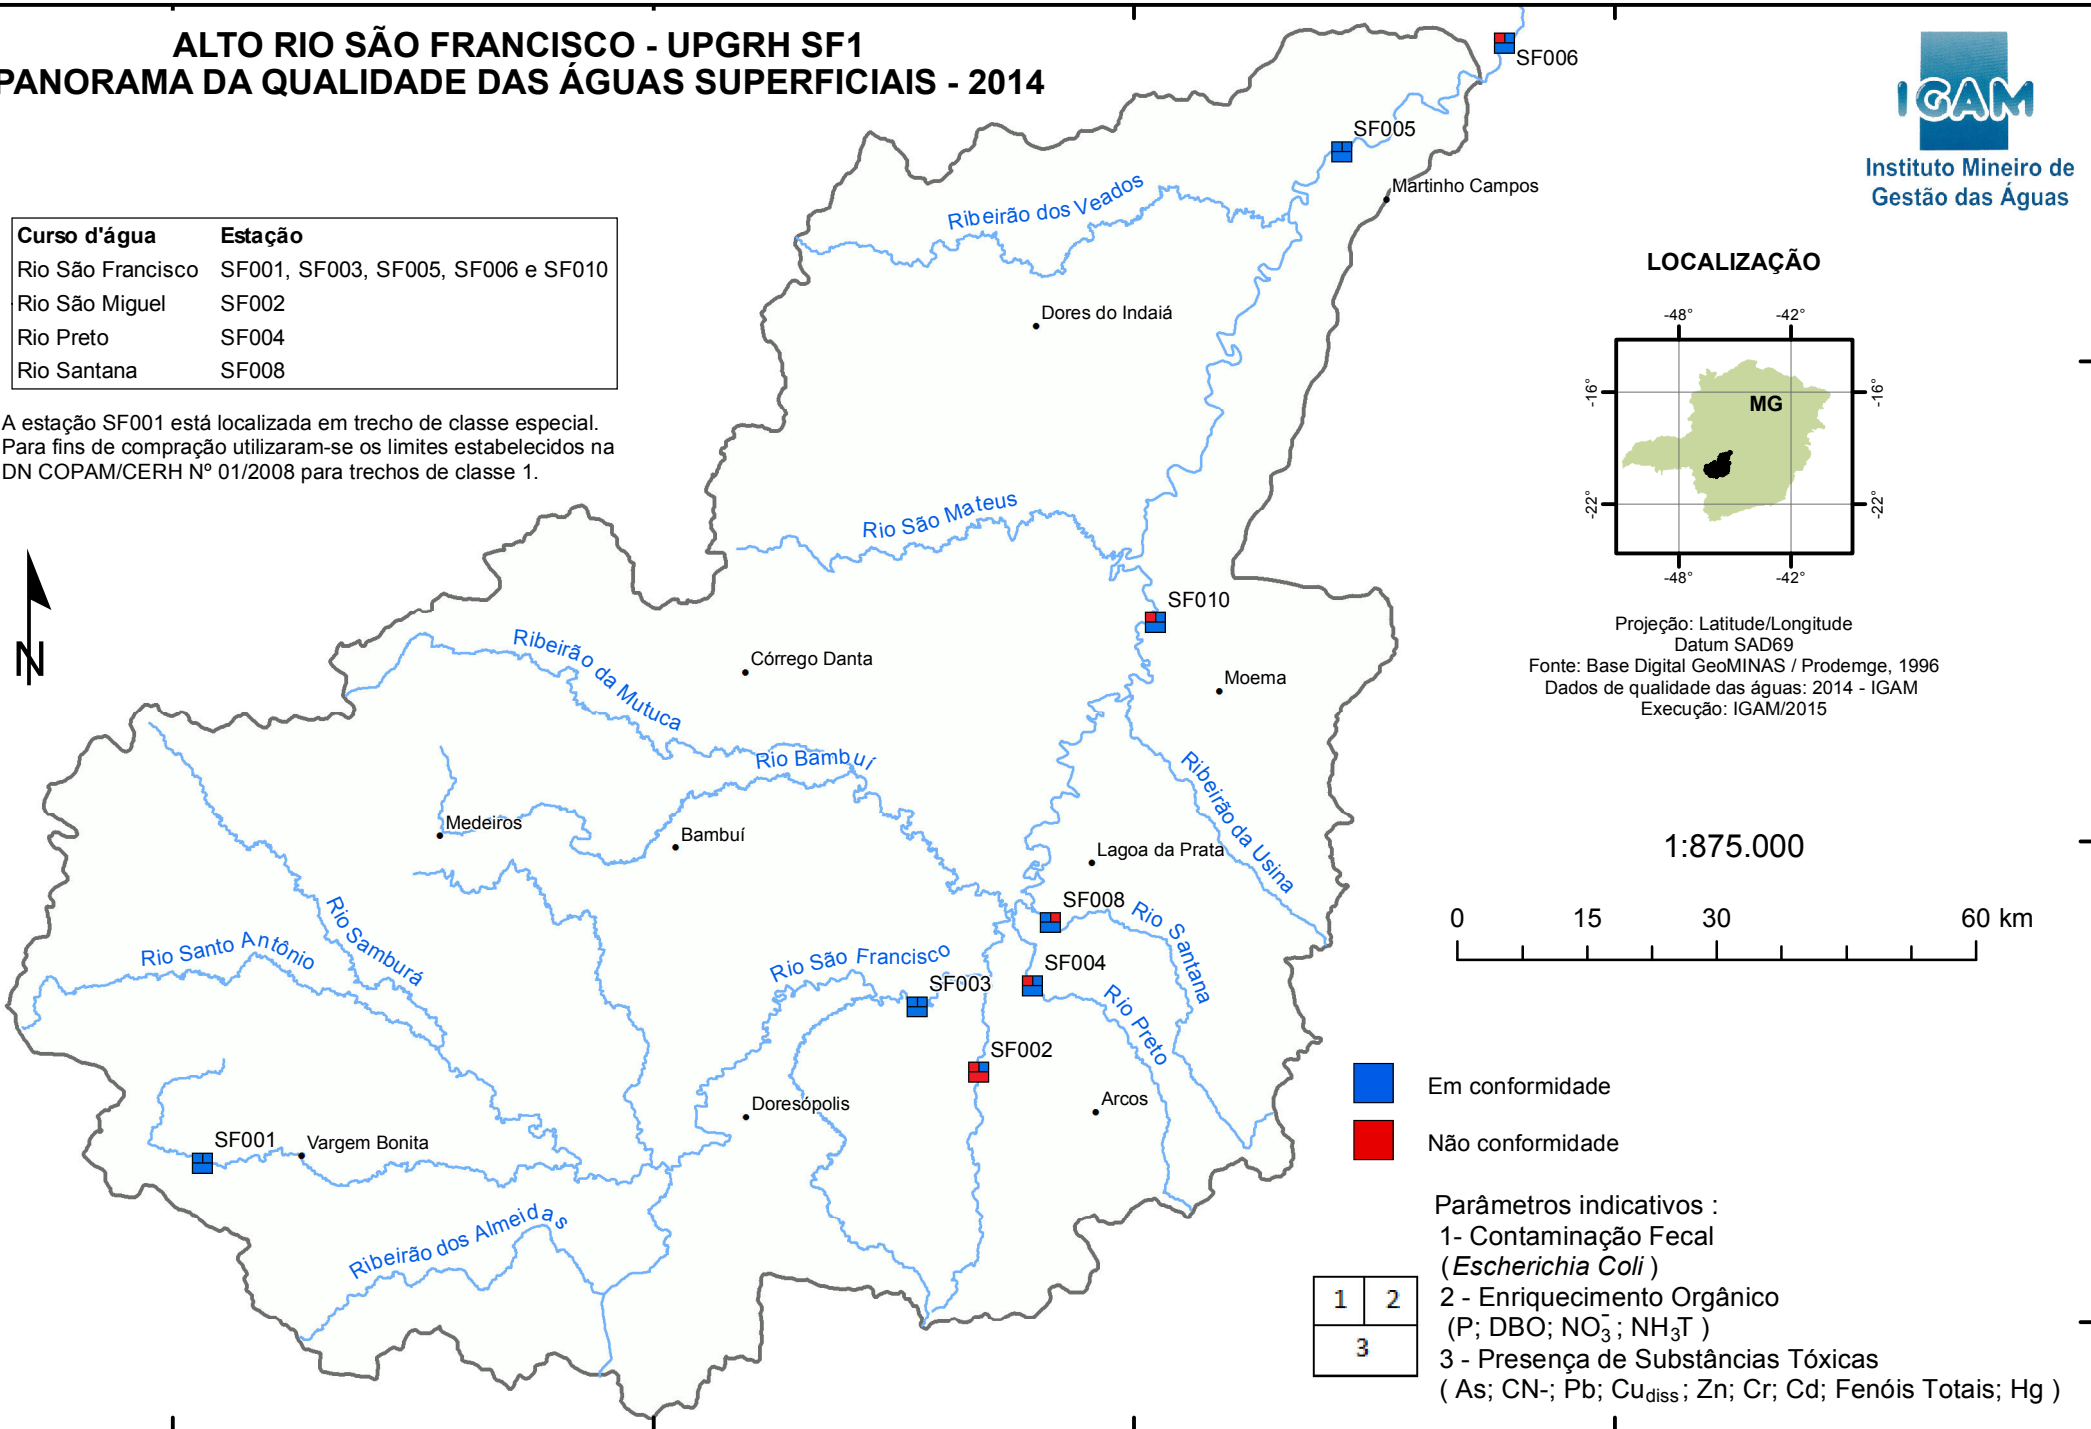 ALTO RIO SÃO FRANCISCO - UPGRH SF1
PANORAMA DA QUALIDADE DAS ÁGUAS SUPERFICIAIS - 2014
SF006
IGAM
Instituto Mineiro de
Gestão das Águas
SF005
Martinho Campos
Ribeirão dos Veados
Curso d'água Estação
Rio São Francisco SF001, SF003, SF005, SF006 e SF010
Rio São Miguel SF002
Rio Preto SF004
Rio Santana SF008
A estação SF001 está localizada em trecho de classe especial.
Para fins de compração utilizaram-se os limites estabelecidos na
DN COPAM/CERH Nº 01/2008 para trechos de classe 1.
Dores do Indaiá
LOCALIZAÇÃO
-48° -42°
-16° -16°
MG
-22° -22°
-48° -42°
Projeção: Latitude/Longitude
Datum SAD69
Fonte: Base Digital GeoMINAS / Prodemge, 1996
Dados de qualidade das águas: 2014 - IGAM
Execução: IGAM/2015
Rio São Mateus
N
SF010
Ribeirão da Mutuca
Córrego Danta
Moema
Rio Bambuí
Ribeirão da Usina
Medeiros
Bambuí
Lagoa da Prata
1:875.000
0 15 30 60 km
SF008
Rio Santana
Rio Samburá
Rio Santo Antônio
Rio São Francisco
SF003
SF004
Rio Preto
SF002
Doresópolis
Arcos
SF001
Vargem Bonita
Ribeirão dos Almeidas
Em conformidade
Não conformidade
Parâmetros indicativos :
1- Contaminação Fecal
(Escherichia Coli )
2 - Enriquecimento Orgânico
(P; DBO; NO₃⁻; NH₃T )
3 - Presença de Substâncias Tóxicas
( As; CN-; Pb; Cudiss; Zn; Cr; Cd; Fenóis Totais; Hg )
1 2
3